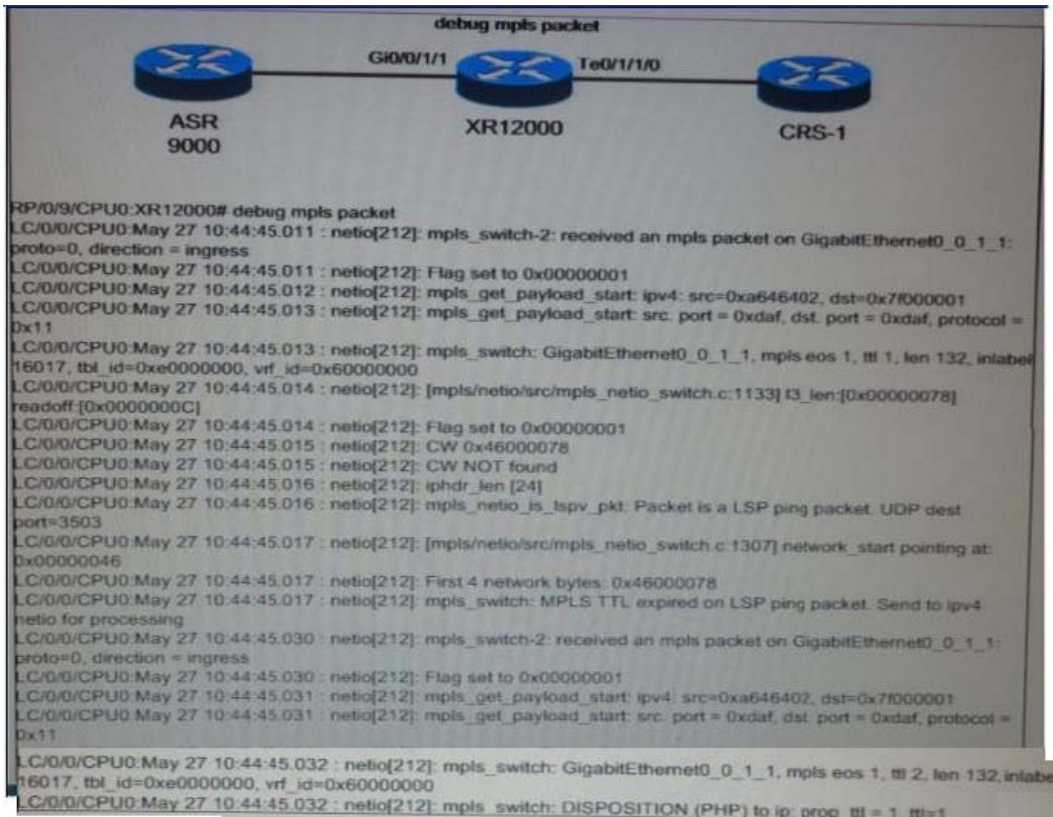 debug mpls packet
Gi0/0/1/1
Te0/1/1/0
ASR
9000
XR12000
CRS-1
RP/0/9/CPU0:XR12000# debug mpls packet
LC/0/0/CPU0:May 27 10:44:45.011 : netio[212]: mpls_switch-2: received an mpls packet on GigabitEthernet0_0_1_1:
proto=0, direction = ingress
LC/0/0/CPU0:May 27 10:44:45.011 : netio[212]: Flag set to 0x00000001
LC/0/0/CPU0:May 27 10:44:45.012 : netio[212]: mpls_get_payload_start: ipv4: src=0xa646402, dst=0x7f000001
LC/0/0/CPU0:May 27 10:44:45.013 : netio[212]: mpls_get_payload_start: src. port = 0xdaf, dst. port = 0xdaf, protocol =
0x11
LC/0/0/CPU0:May 27 10:44:45.013 : netio[212]: mpls_switch: GigabitEthernet0_0_1_1, mpls eos 1, ttl 1, len 132, inlabel
16017, tbl_id=0xe0000000, vrf_id=0x60000000
LC/0/0/CPU0:May 27 10:44:45.014 : netio[212]: [mpls/netio/src/mpls_netio_switch.c:1133] l3_len:[0x00000078]
readoff:[0x0000000C]
LC/0/0/CPU0:May 27 10:44:45.014 : netio[212]: Flag set to 0x00000001
LC/0/0/CPU0:May 27 10:44:45.015 : netio[212]: CW 0x46000078
LC/0/0/CPU0:May 27 10:44:45.015 : netio[212]: CW NOT found
LC/0/0/CPU0:May 27 10:44:45.016 : netio[212]: iphdr_len [24]
LC/0/0/CPU0:May 27 10:44:45.016 : netio[212]: mpls_netio_is_lspv_pkt: Packet is a LSP ping packet. UDP dest
port=3503
LC/0/0/CPU0:May 27 10:44:45.017 : netio[212]: [mpls/netio/src/mpls_netio_switch.c:1307] network_start pointing at:
0x00000046
LC/0/0/CPU0:May 27 10:44:45.017 : netio[212]: First 4 network bytes: 0x46000078
LC/0/0/CPU0:May 27 10:44:45.017 : netio[212]: mpls_switch: MPLS TTL expired on LSP ping packet. Send to ipv4
netio for processing
LC/0/0/CPU0:May 27 10:44:45.030 : netio[212]: mpls_switch-2: received an mpls packet on GigabitEthernet0_0_1_1:
proto=0, direction = ingress
LC/0/0/CPU0:May 27 10:44:45.030 : netio[212]: Flag set to 0x00000001
LC/0/0/CPU0:May 27 10:44:45.031 : netio[212]: mpls_get_payload_start: ipv4: src=0xa646402, dst=0x7f000001
LC/0/0/CPU0:May 27 10:44:45.031 : netio[212]: mpls_get_payload_start: src. port = 0xdaf, dst. port = 0xdaf, protocol =
0x11
LC/0/0/CPU0:May 27 10:44:45.032 : netio[212]: mpls_switch: GigabitEthernet0_0_1_1, mpls eos 1, ttl 2, len 132, inlabe
16017, tbl_id=0xe0000000, vrf_id=0x60000000
LC/0/0/CPU0:May 27 10:44:45.032 : netio[212]: mpls_switch: DISPOSITION (PHP) to ip: prop_ttl = 1, ttl=1